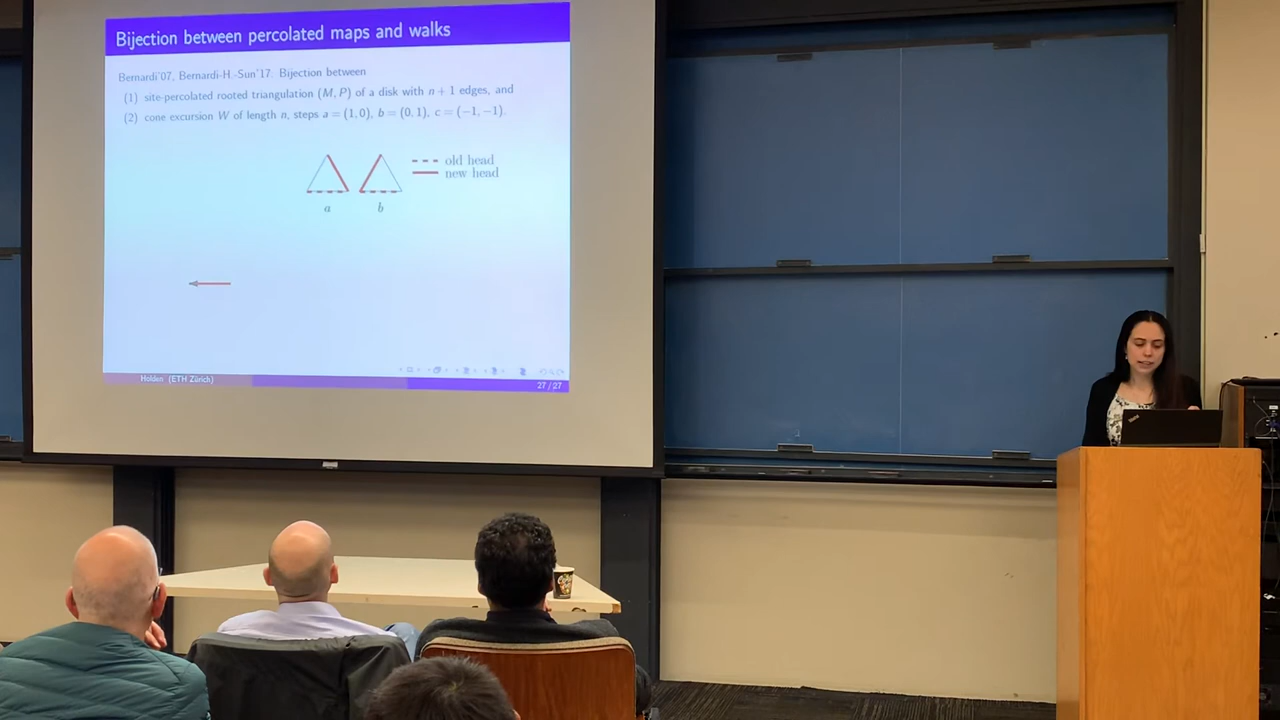 Bijection between percolated maps and walks
Bernardi'07, Bernardi-H.-Sun'17: Bijection between
(1) site-percolated rooted triangulation (M, P) of a disk with n + 1 edges, and
(2) cone excursion W of length n, steps a = (1, 0), b = (0, 1), c = (−1, −1).
old head
new head
a b
Holden (ETH Zürich)
27 / 27